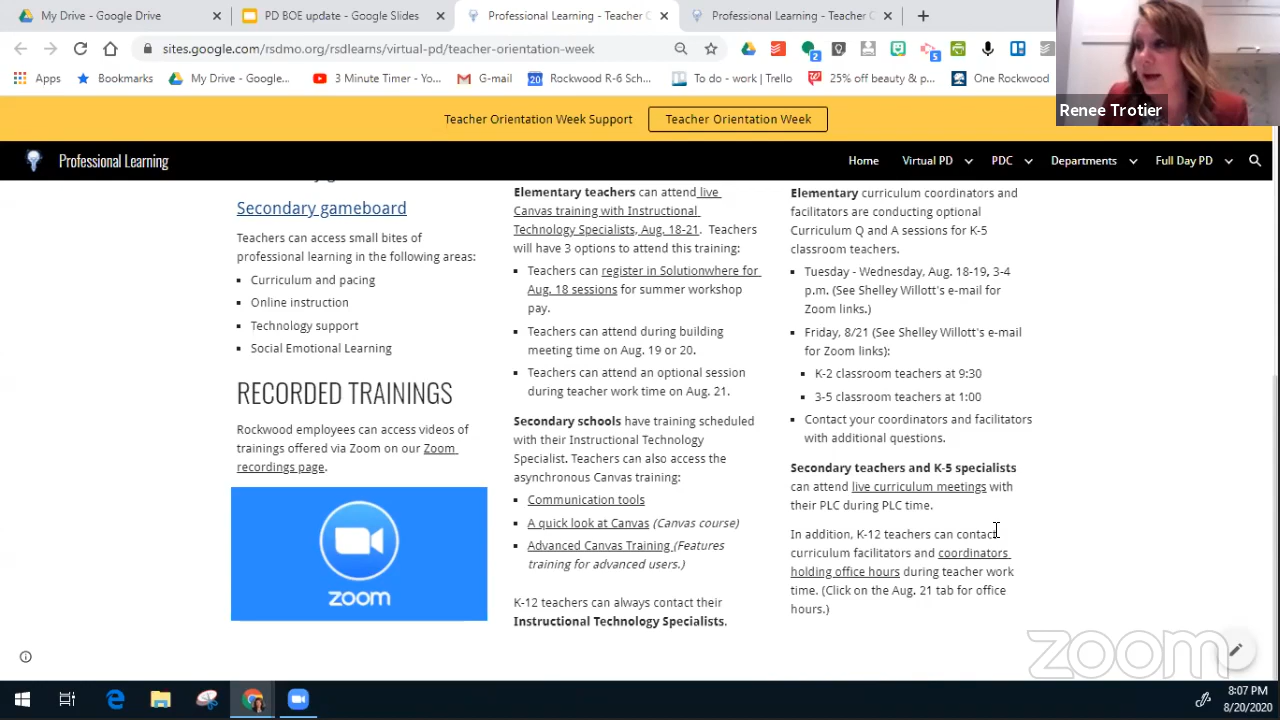 My Drive - Google Drive
PD BOE update - Google Slides
Professional Learning - Teacher
Professional Learning - Teacher
sites.google.com/rsdmo.org/rsdlearns/virtual-pd/teacher-orientation-week
2
5
Apps
Bookmarks
My Drive - Google...
3 Minute Timer - Yo...
G-mail
20
Rockwood R-6 Sch...
To do - work | Trello
25% off beauty & p...
One Rockwood
Renee Trotier
Teacher Orientation Week Support
Teacher Orientation Week
Professional Learning
Home
Virtual PD
PDC
Departments
Full Day PD
Secondary gameboard
Teachers can access small bites of
professional learning in the following areas:
Curriculum and pacing
Online instruction
Technology support
Social Emotional Learning
RECORDED TRAININGS
Rockwood employees can access videos of
trainings offered via Zoom on our Zoom
recordings page.
zoom
Elementary teachers can attend live
Canvas training with Instructional
Technology Specialists, Aug. 18-21. Teachers
will have 3 options to attend this training:
Teachers can register in Solutionwhere for
Aug. 18 sessions for summer workshop
pay.
Teachers can attend during building
meeting time on Aug. 19 or 20.
Teachers can attend an optional session
during teacher work time on Aug. 21.
Secondary schools have training scheduled
with their Instructional Technology
Specialist. Teachers can also access the
asynchronous Canvas training:
Communication tools
A quick look at Canvas (Canvas course)
Advanced Canvas Training (Features
training for advanced users.)
K-12 teachers can always contact their
Instructional Technology Specialists.
Elementary curriculum coordinators and
facilitators are conducting optional
Curriculum Q and A sessions for K-5
classroom teachers.
Tuesday - Wednesday, Aug. 18-19, 3-4
p.m. (See Shelley Willott's e-mail for
Zoom links.)
Friday, 8/21 (See Shelley Willott's e-mail
for Zoom links):
K-2 classroom teachers at 9:30
3-5 classroom teachers at 1:00
Contact your coordinators and facilitators
with additional questions.
Secondary teachers and K-5 specialists
can attend live curriculum meetings with
their PLC during PLC time.
In addition, K-12 teachers can contact
curriculum facilitators and coordinators
holding office hours during teacher work
time. (Click on the Aug. 21 tab for office
hours.)
zoom
8:07 PM
8/20/2020